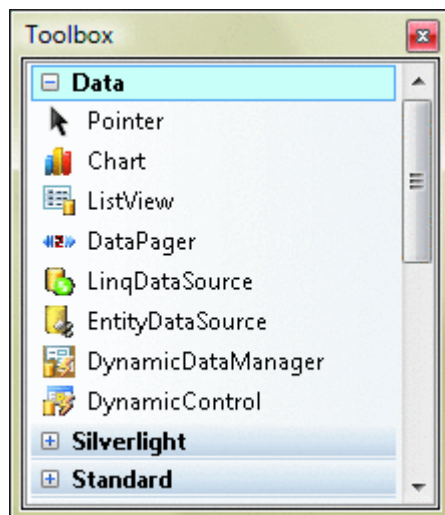 Toolbox
Data
Pointer
Chart
ListView
DataPager
LinqDataSource
EntityDataSource
DynamicDataManager
DynamicControl
Silverlight
Standard